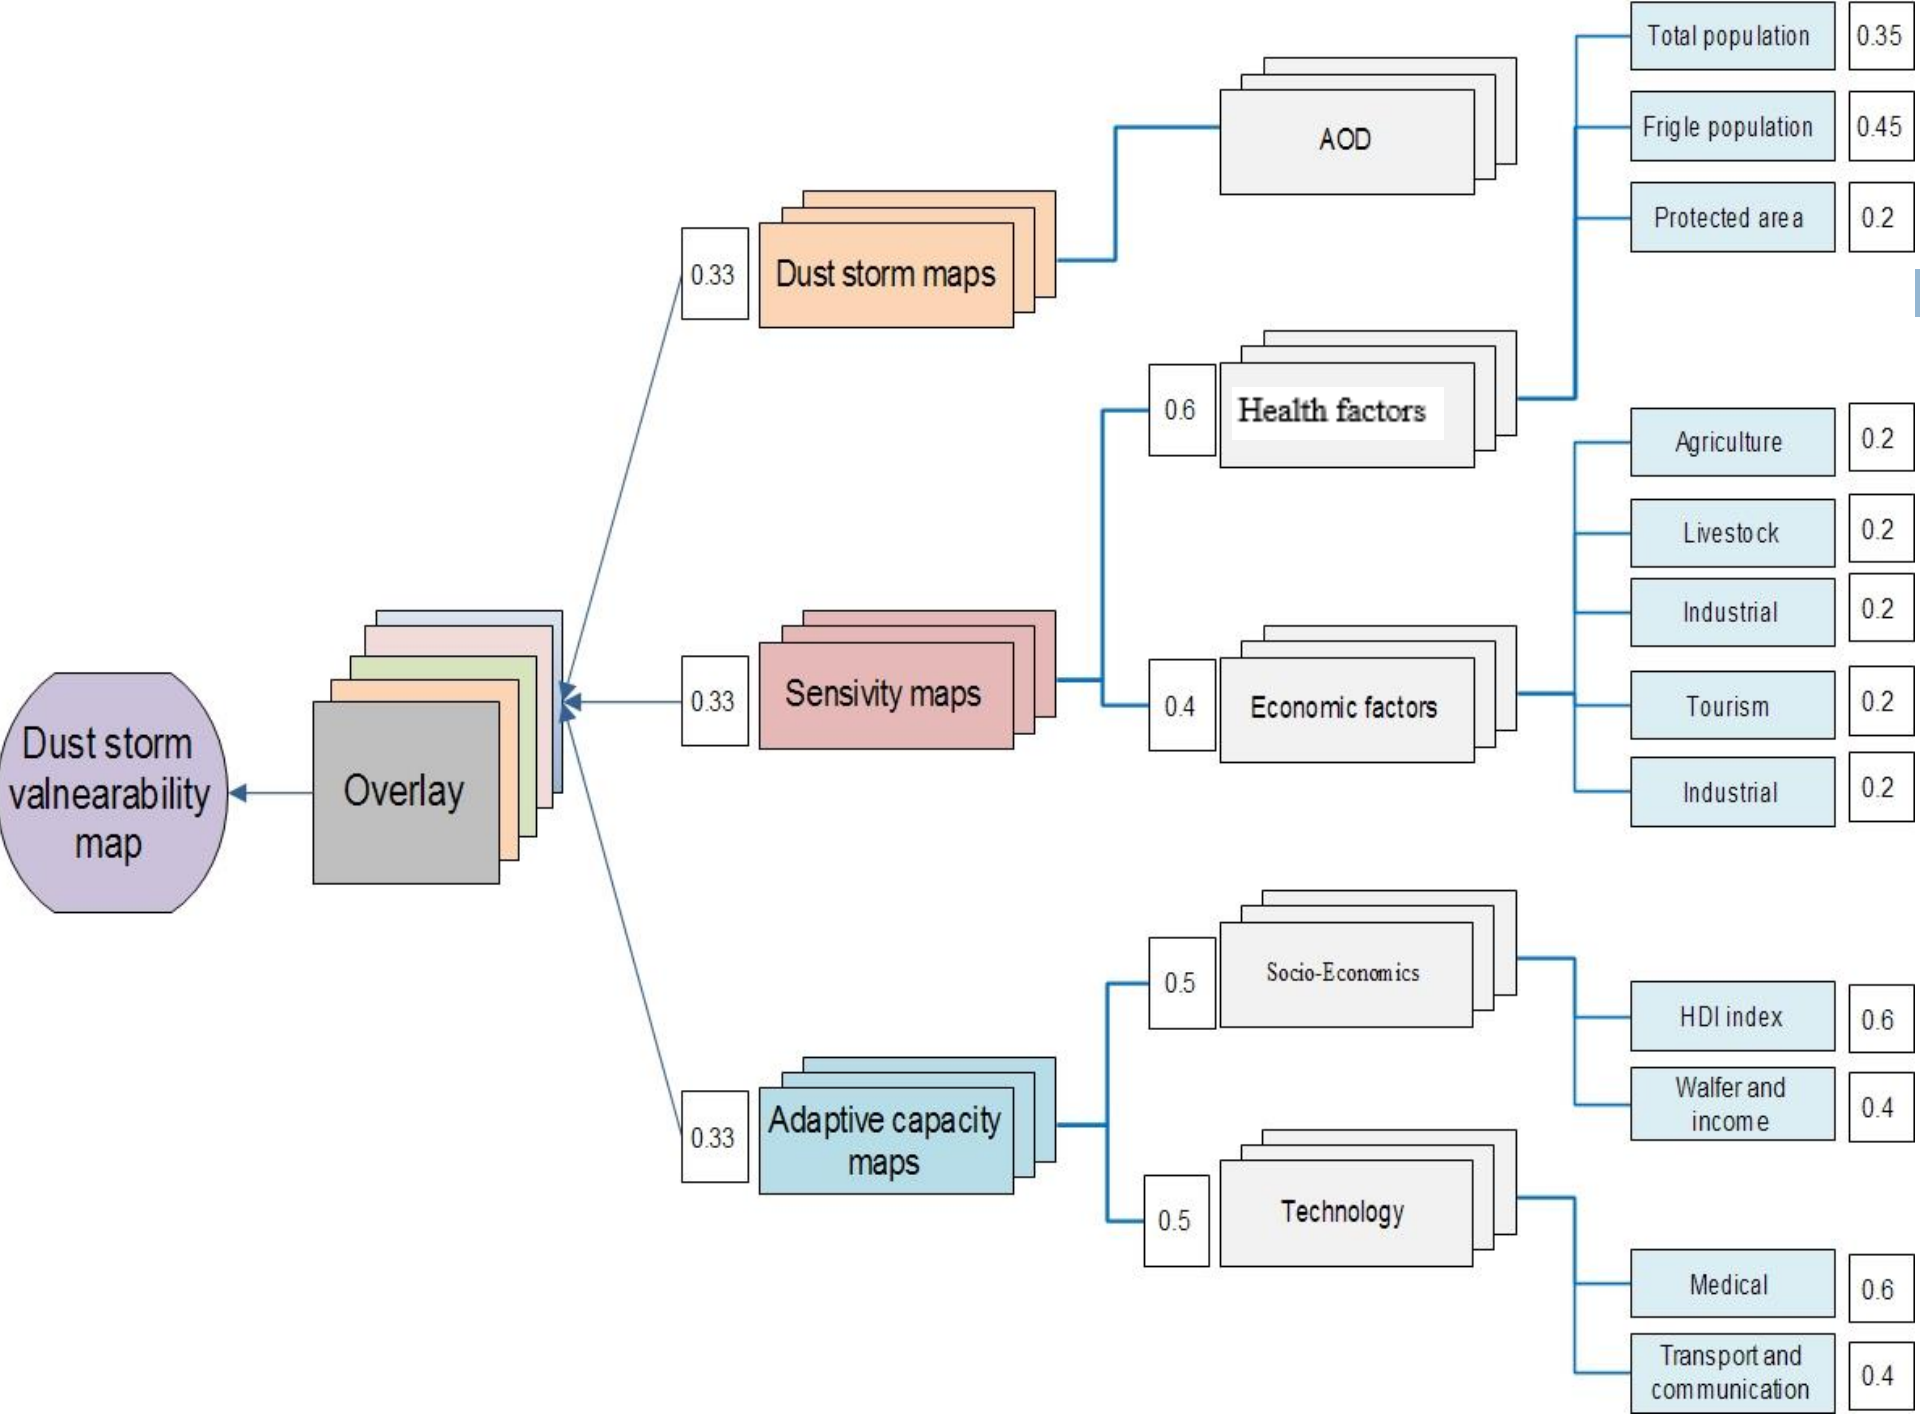 Total population
0.35
Frigle population
0.45
Protected area
0.2
AOD
0.33
Dust storm maps
0.6
Health factors
Agriculture
0.2
Livestock
0.2
Industrial
0.2
Tourism
0.2
Industrial
0.2
0.33
Sensivity maps
0.4
Economic factors
Dust storm
valnearability
map
Overlay
0.5
Socio-Economics
HDI index
0.6
Walfer and
income
0.4
0.33
Adaptive capacity
maps
0.5
Technology
Medical
0.6
Transport and
communication
0.4